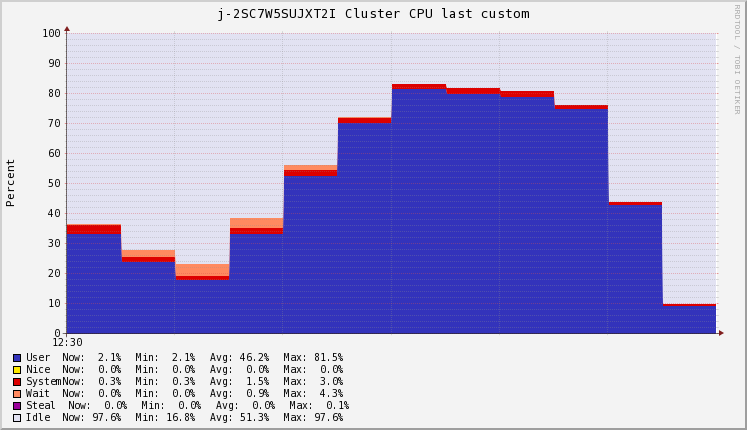 j-2SC7W5SUJXT2I Cluster CPU last custom
RRDTOOL / TOBI OETIKER
Percent
100
90
80
70
60
50
40
30
20
10
0
12:30
User Now: 2.1% Min: 2.1% Avg: 46.2% Max: 81.5%
Nice Now: 0.0% Min: 0.0% Avg: 0.0% Max: 0.0%
System Now: 0.3% Min: 0.3% Avg: 1.5% Max: 3.0%
Wait Now: 0.0% Min: 0.0% Avg: 0.9% Max: 4.3%
Steal Now: 0.0% Min: 0.0% Avg: 0.0% Max: 0.1%
Idle Now: 97.6% Min: 16.8% Avg: 51.3% Max: 97.6%